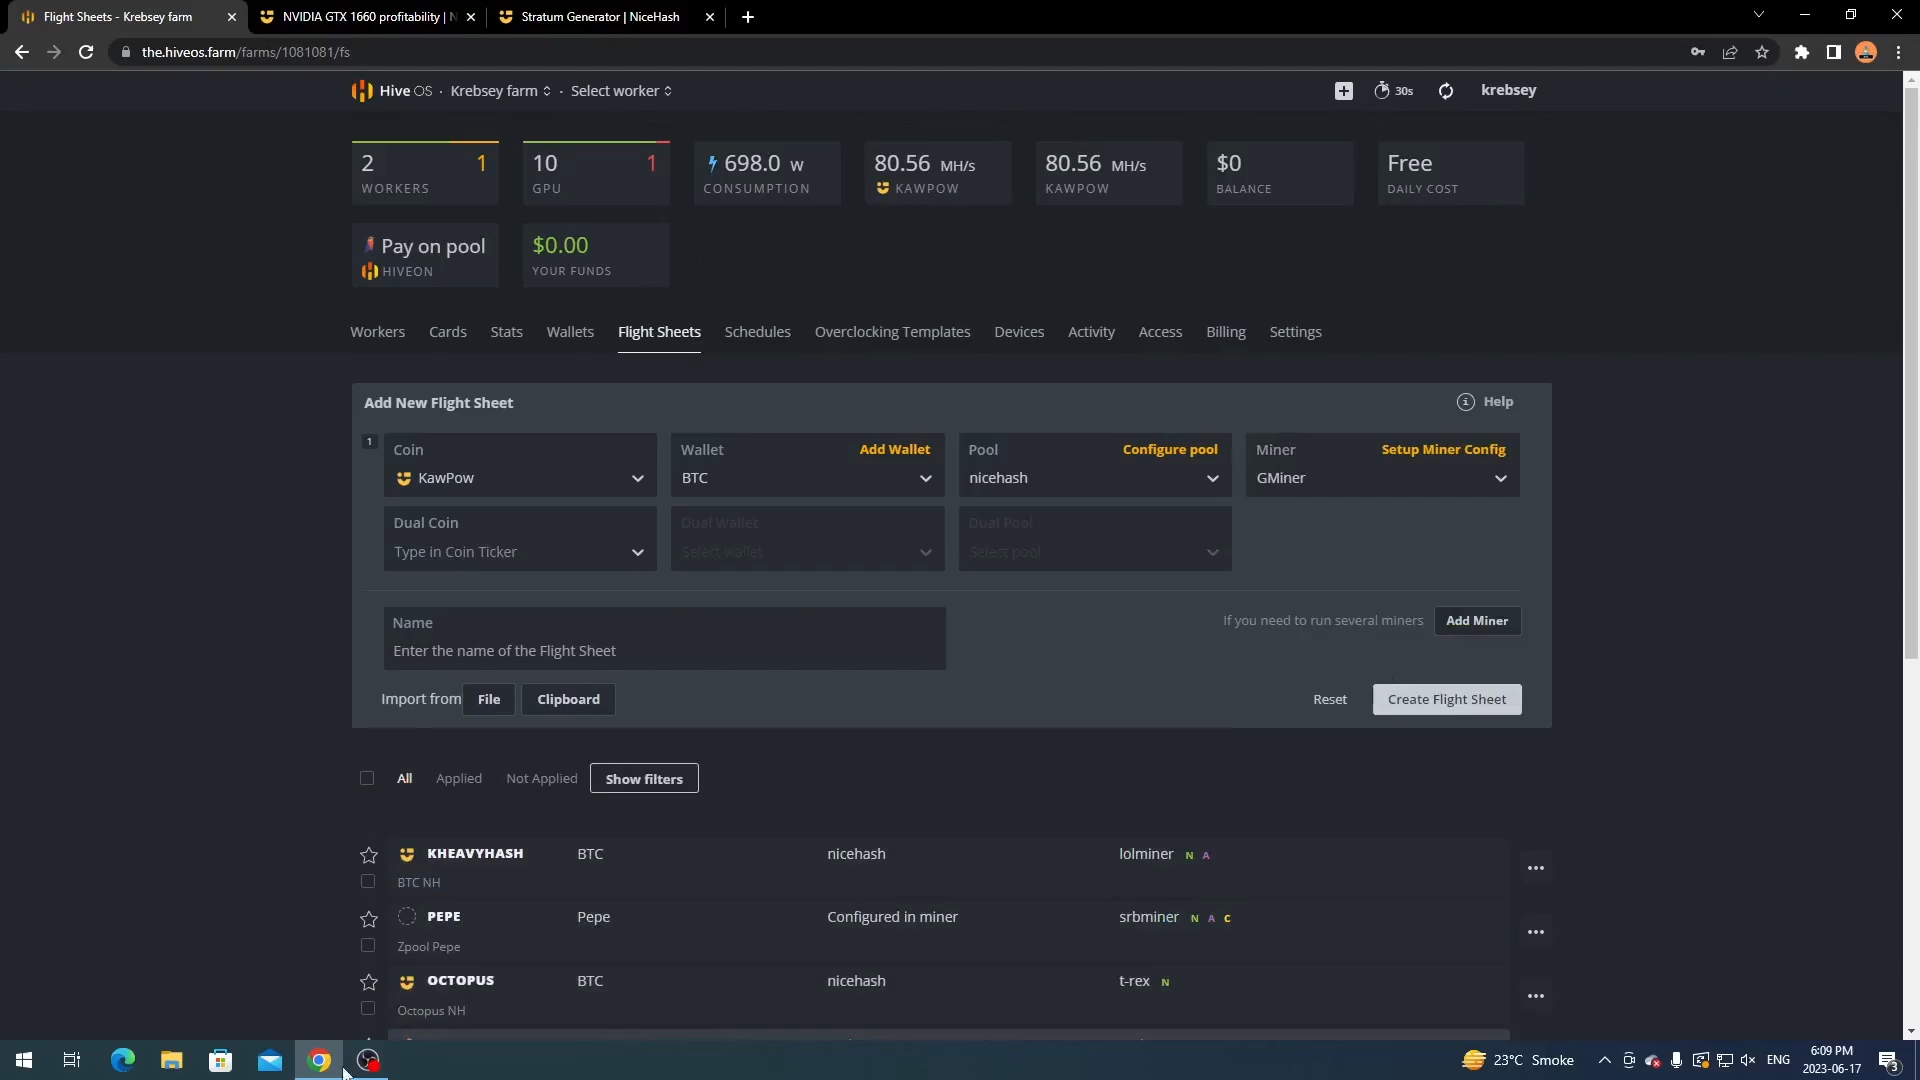 Flight Sheets - Krebsey farm
NVIDIA GTX 1660 profitability | N
Stratum Generator | NiceHash
the.hiveos.farm/farms/1081081/fs
Hive OS · Krebsey farm · Select worker
30s
krebsey
2 1
WORKERS
10 1
GPU
698.0 W
CONSUMPTION
80.56 MH/s
KAWPOW
80.56 MH/s
KAWPOW
$0
BALANCE
Free
DAILY COST
Pay on pool
HIVEON
$0.00
YOUR FUNDS
Workers Cards Stats Wallets Flight Sheets Schedules Overclocking Templates Devices Activity Access Billing Settings
Add New Flight Sheet
Help
1
Coin
KawPow
Wallet Add Wallet
BTC
Pool Configure pool
nicehash
Miner Setup Miner Config
GMiner
Dual Coin
Type in Coin Ticker
Dual Wallet
Select wallet
Dual Pool
Select pool
Name
Enter the name of the Flight Sheet
If you need to run several miners Add Miner
Import from File Clipboard
Reset Create Flight Sheet
All Applied Not Applied Show filters
KHEAVYHASH BTC nicehash lolminer N A
BTC NH
PEPE Pepe Configured in miner srbminer N A C
Zpool Pepe
OCTOPUS BTC nicehash t-rex N
Octopus NH
23°C Smoke
ENG
6:09 PM
2023-06-17
3